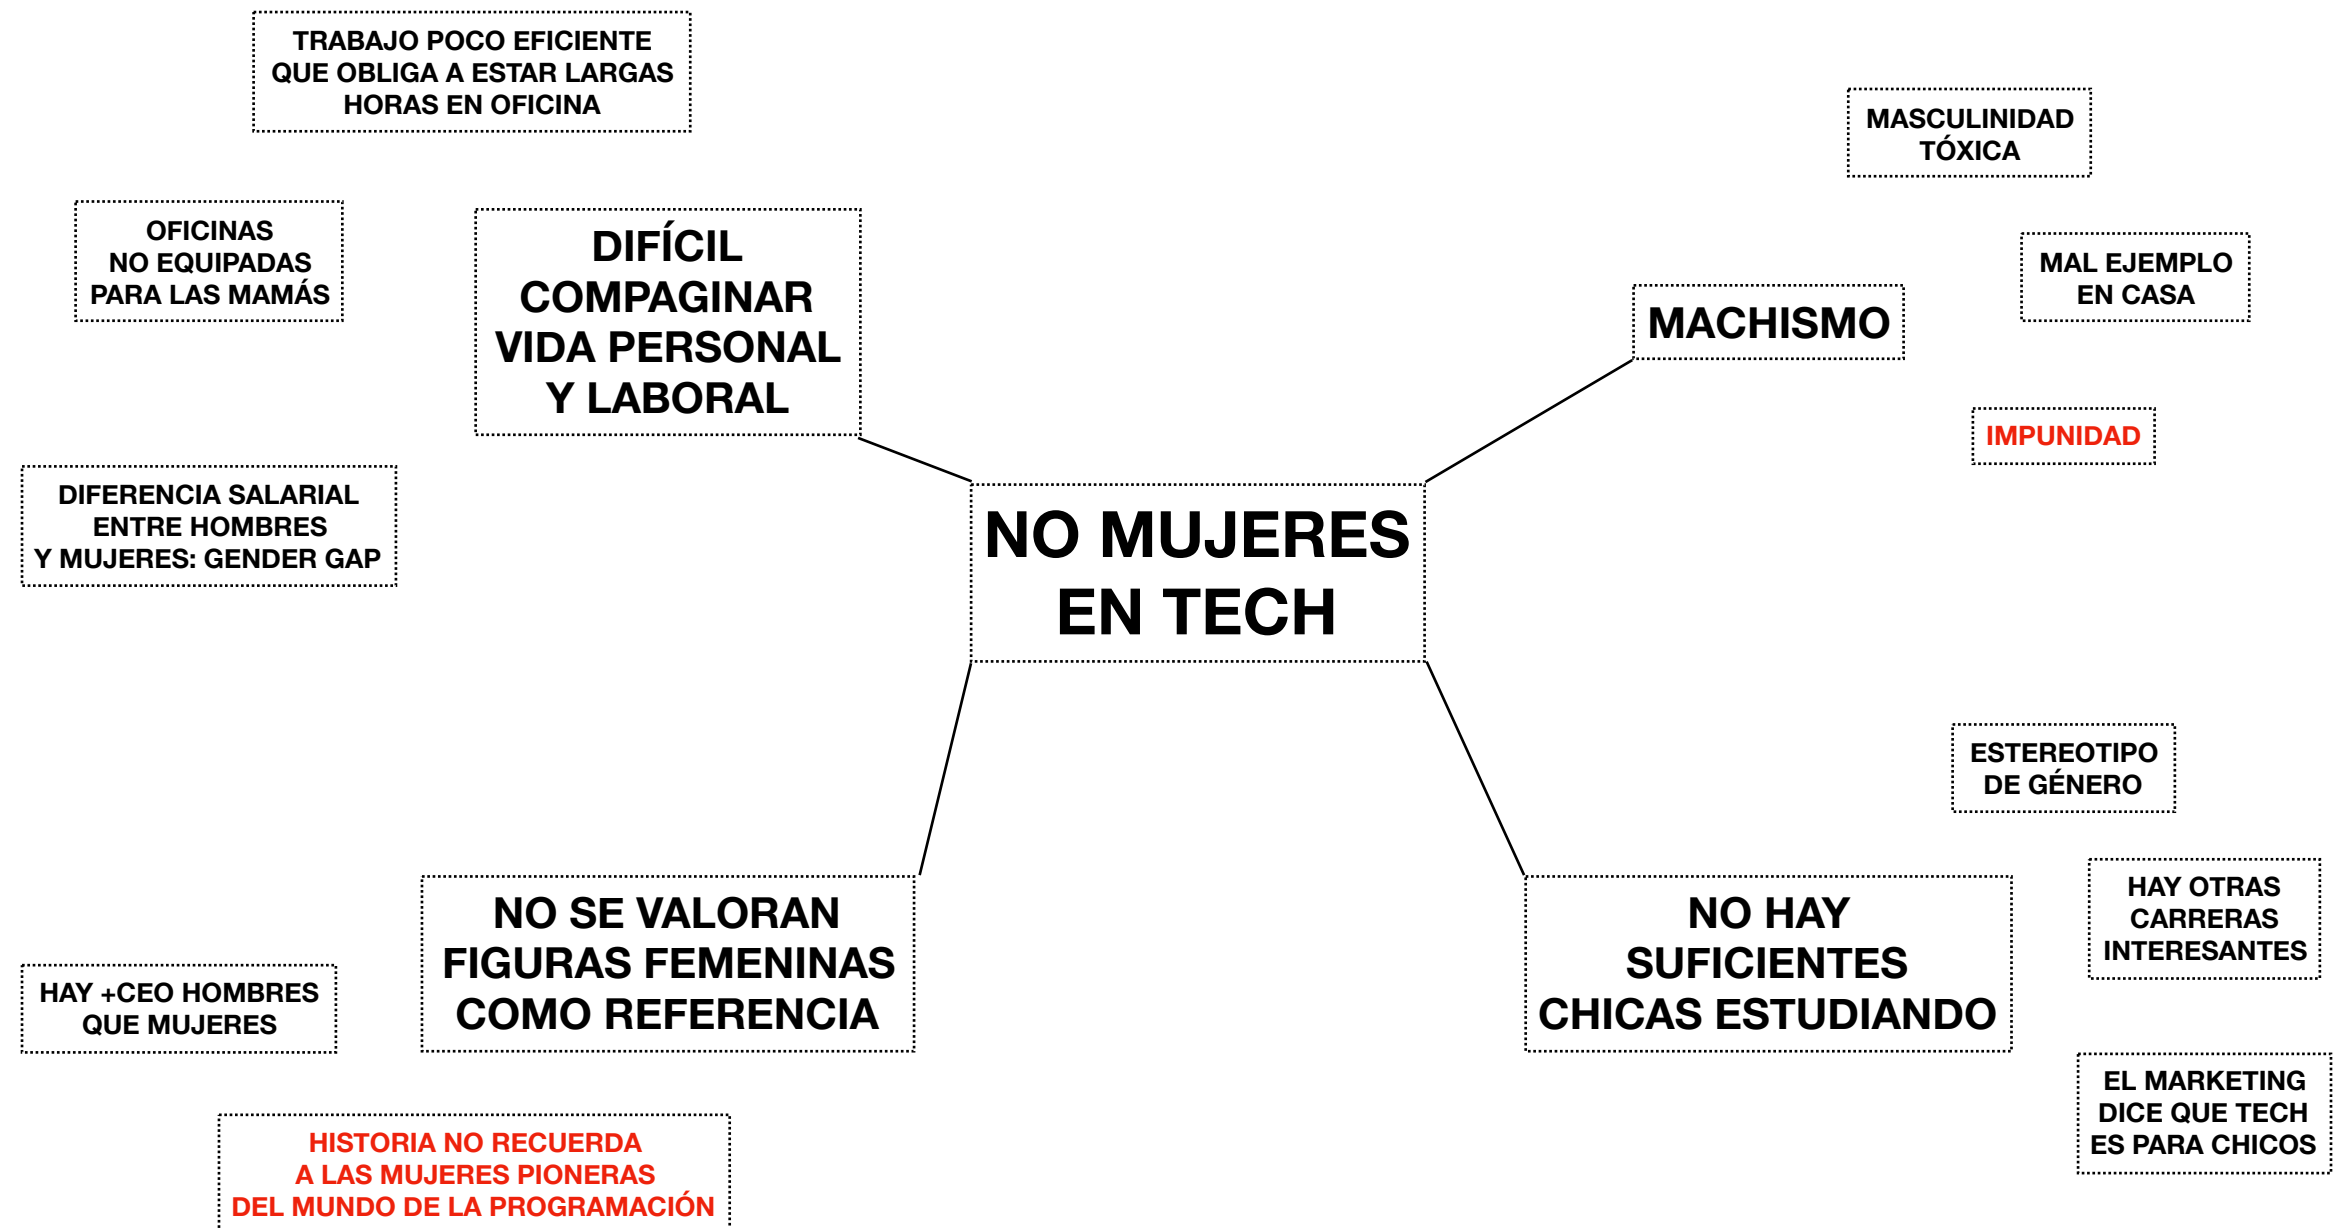 TRABAJO POCO EFICIENTE
QUE OBLIGA A ESTAR LARGAS
HORAS EN OFICINA
OFICINAS
NO EQUIPADAS
PARA LAS MAMÁS
DIFÍCIL
COMPAGINAR
VIDA PERSONAL
Y LABORAL
DIFERENCIA SALARIAL
ENTRE HOMBRES
Y MUJERES: GENDER GAP
MASCULINIDAD
TÓXICA
MAL EJEMPLO
EN CASA
MACHISMO
IMPUNIDAD
NO MUJERES
EN TECH
NO SE VALORAN
FIGURAS FEMENINAS
COMO REFERENCIA
HAY +CEO HOMBRES
QUE MUJERES
HISTORIA NO RECUERDA
A LAS MUJERES PIONERAS
DEL MUNDO DE LA PROGRAMACIÓN
ESTEREOTIPO
DE GÉNERO
NO HAY
SUFICIENTES
CHICAS ESTUDIANDO
HAY OTRAS
CARRERAS
INTERESANTES
EL MARKETING
DICE QUE TECH
ES PARA CHICOS